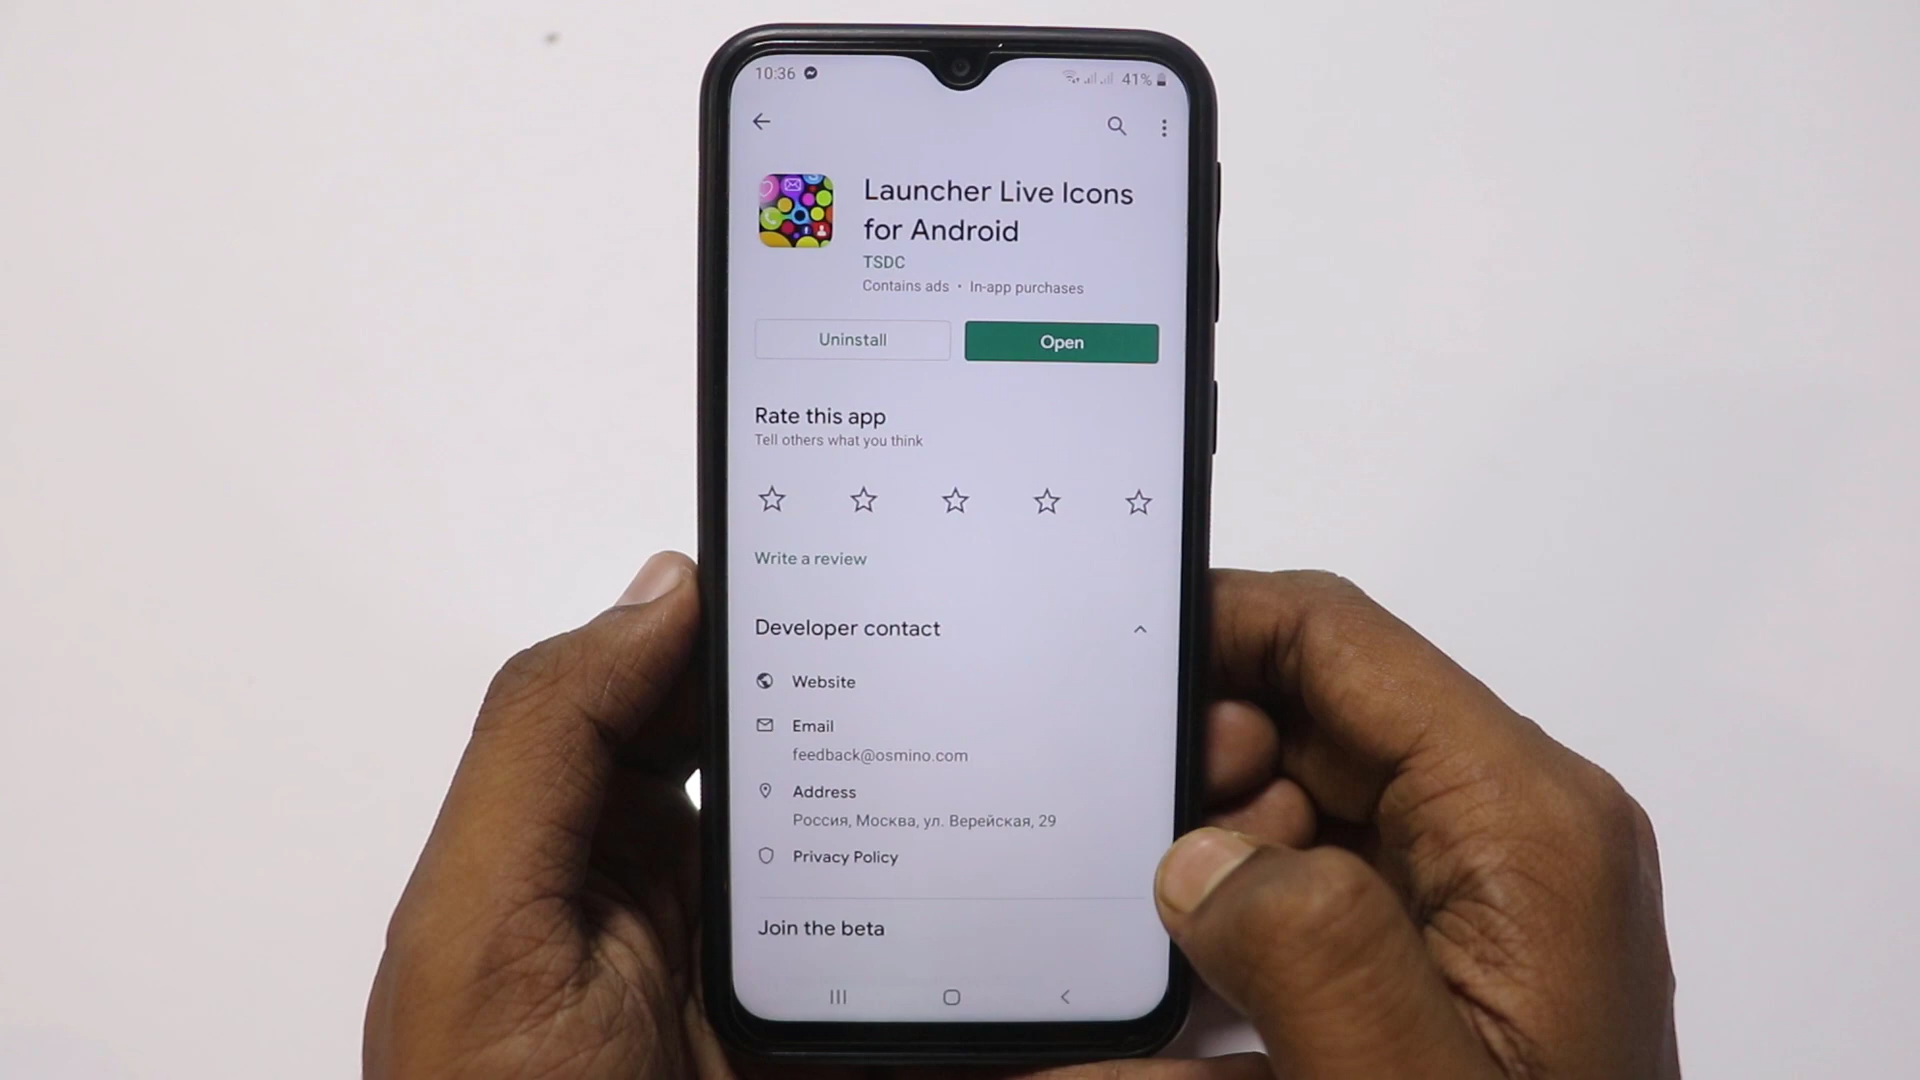 10:36
41%
Launcher Live Icons
for Android
TSDC
Contains ads • In-app purchases
Uninstall
Open
Rate this app
Tell others what you think
Write a review
Developer contact
Website
Email
feedback@osmino.com
Address
Россия, Москва, ул. Верейская, 29
Privacy Policy
Join the beta